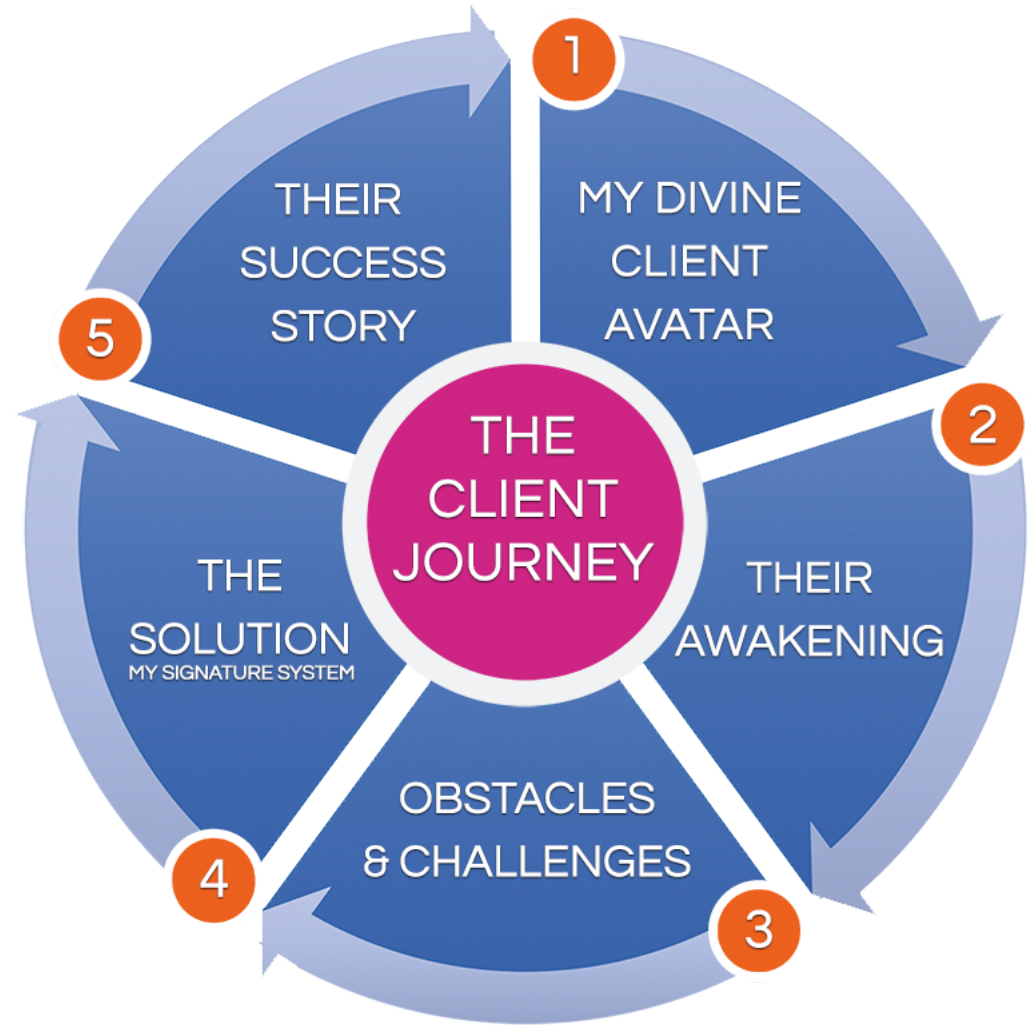 THE
CLIENT
JOURNEY
1
MY DIVINE
CLIENT
AVATAR
2
THEIR
AWAKENING
3
OBSTACLES
& CHALLENGES
4
THE
SOLUTION
MY SIGNATURE SYSTEM
5
THEIR
SUCCESS
STORY